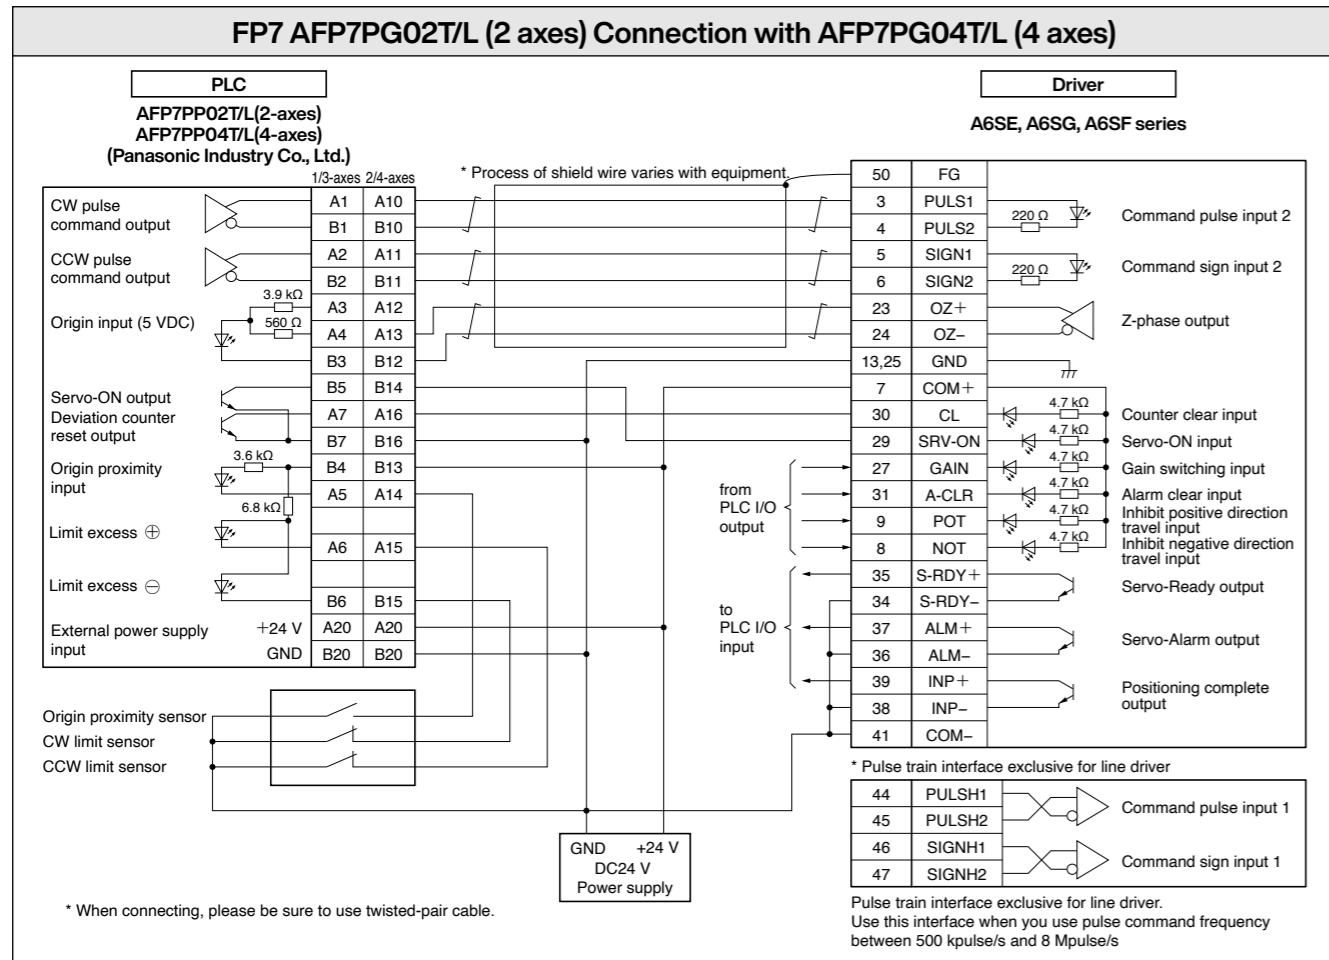 FP7 AFP7PG02T/L (2 axes) Connection with AFP7PG04T/L (4 axes)
PLC
AFP7PP02T/L(2-axes)
AFP7PP04T/L(4-axes)
(Panasonic Industry Co., Ltd.)
Driver
A6SE, A6SG, A6SF series
1/3-axes 2/4-axes
* Process of shield wire varies with equipment.
CW pulse
command output
A1 A10
B1 B10
CCW pulse
command output
A2 A11
B2 B11
Origin input (5 VDC)
3.9 kΩ
560 Ω
A3 A12
A4 A13
B3 B12
Servo-ON output
B5 B14
Deviation counter
reset output
A7 A16
B7 B16
Origin proximity
input
3.6 kΩ
B4 B13
A5 A14
6.8 kΩ
Limit excess ⊕
A6 A15
Limit excess ⊖
B6 B15
External power supply
input
+24 V A20 A20
GND B20 B20
Origin proximity sensor
CW limit sensor
CCW limit sensor
GND +24 V
DC24 V
Power supply
from
PLC I/O
output
to
PLC I/O
input
50 FG
3 PULS1
4 PULS2
220 Ω
Command pulse input 2
5 SIGN1
6 SIGN2
220 Ω
Command sign input 2
23 OZ+
24 OZ−
Z-phase output
13,25 GND
7 COM+
30 CL 4.7 kΩ Counter clear input
29 SRV-ON 4.7 kΩ Servo-ON input
27 GAIN 4.7 kΩ Gain switching input
31 A-CLR 4.7 kΩ Alarm clear input
9 POT 4.7 kΩ Inhibit positive direction
travel input
8 NOT 4.7 kΩ Inhibit negative direction
travel input
35 S-RDY+
34 S-RDY−
Servo-Ready output
37 ALM+
36 ALM−
Servo-Alarm output
39 INP+
38 INP−
Positioning complete
output
41 COM−
* Pulse train interface exclusive for line driver
44 PULSH1
45 PULSH2
Command pulse input 1
46 SIGNH1
47 SIGNH2
Command sign input 1
Pulse train interface exclusive for line driver.
Use this interface when you use pulse command frequency
between 500 kpulse/s and 8 Mpulse/s
* When connecting, please be sure to use twisted-pair cable.